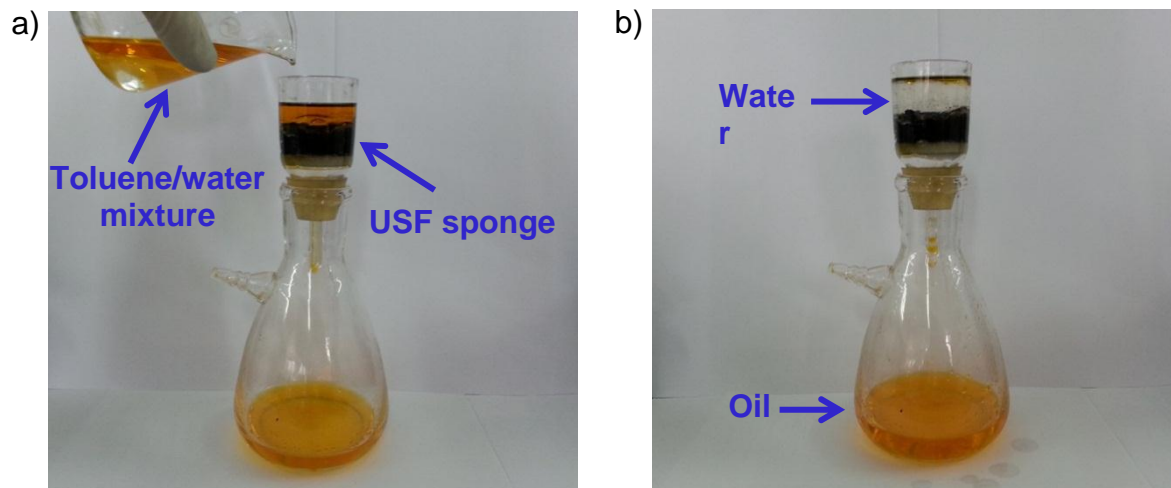 a)
Toluene/water
mixture
USF sponge
b)
Wate
r
Oil